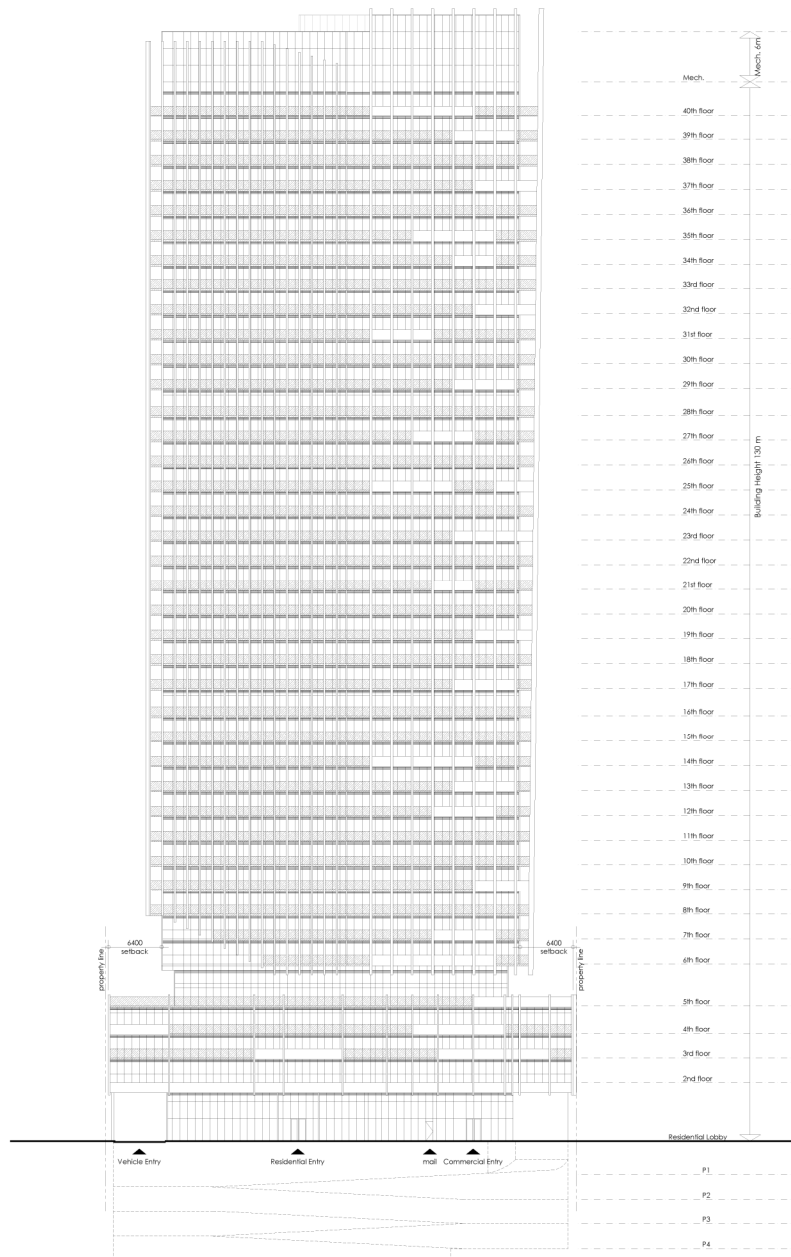 Mech. 6m
Mech.
40th floor
39th floor
38th floor
37th floor
36th floor
35th floor
34th floor
33rd floor
32nd floor
31st floor
30th floor
29th floor
28th floor
27th floor
Building Height 130 m
26th floor
25th floor
24th floor
23rd floor
22nd floor
21st floor
20th floor
19th floor
18th floor
17th floor
16th floor
15th floor
14th floor
13th floor
12th floor
11th floor
10th floor
9th floor
8th floor
7th floor
6400
setback
property line
6400
setback
property line
6th floor
5th floor
4th floor
3rd floor
2nd floor
Residential Lobby
Vehicle Entry
Residential Entry
mail
Commercial Entry
P1
P2
P3
P4